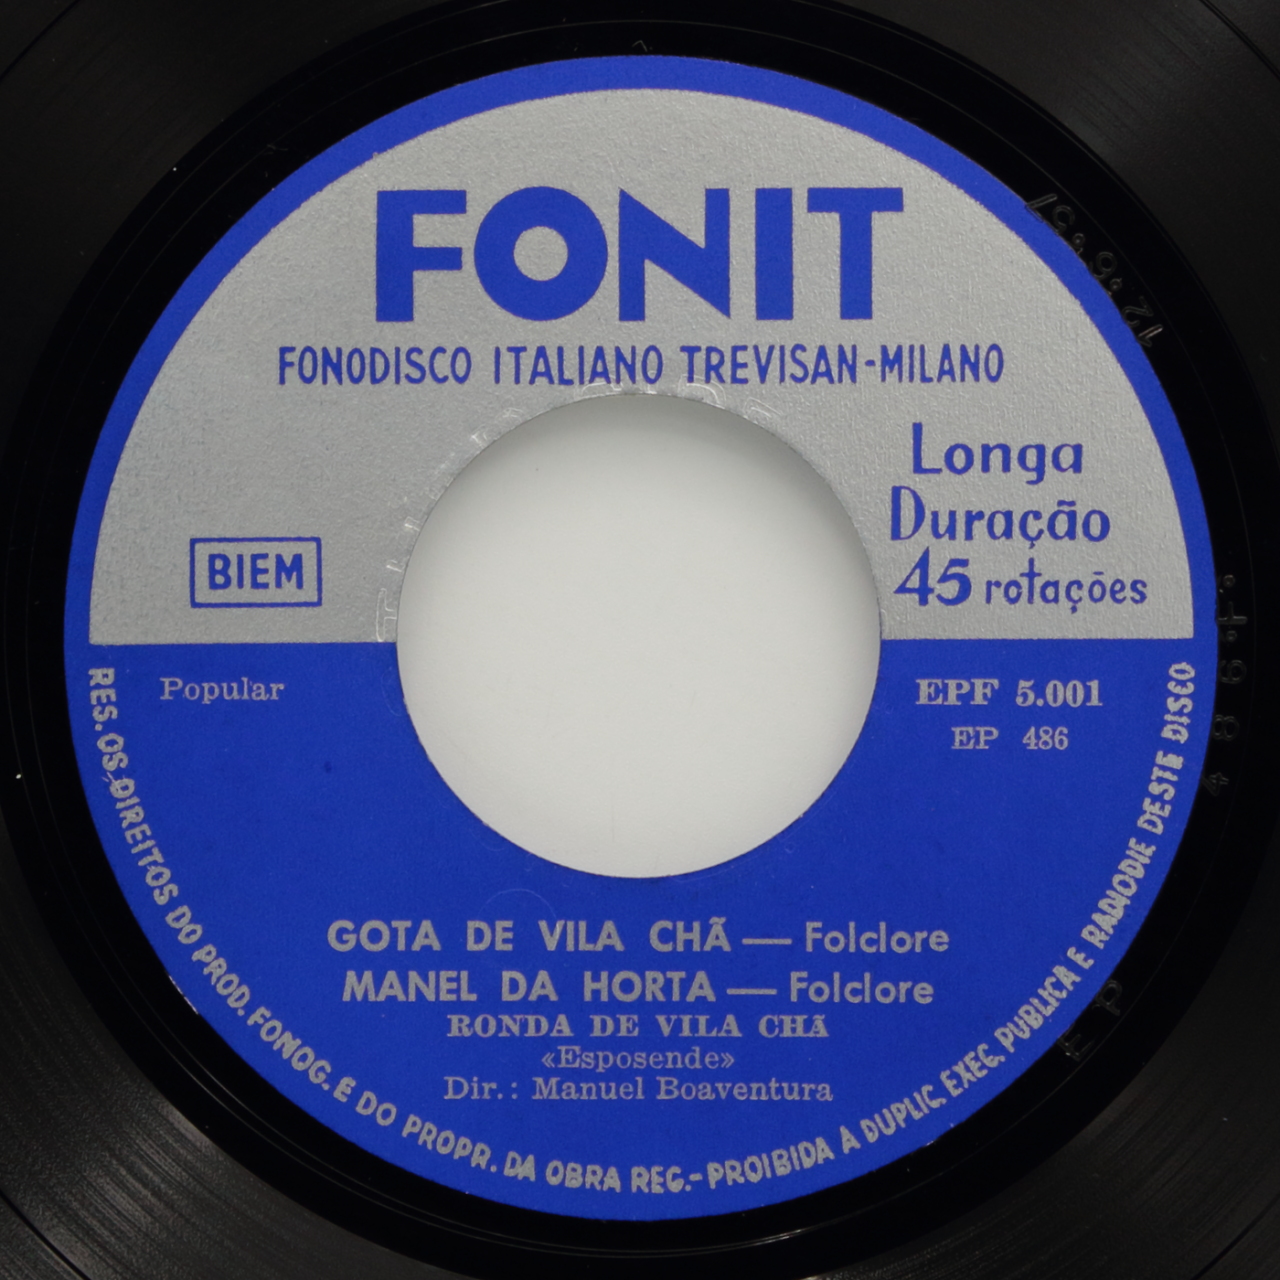 FONIT
FONODISCO ITALIANO TREVISAN-MILANO
Longa
Duração
45 rotações
BIEM
Popular
EPF 5.001
EP 486
GOTA DE VILA CHÃ — Folclore
MANEL DA HORTA — Folclore
RONDA DE VILA CHÃ
«Esposende»
Dir.: Manuel Boaventura
RES. OS DIREITOS DO PROD. FONOG. E DO PROPR. DA OBRA REG.-PROIBIDA A DUPLIC, EXEC, PUBLICA E RADIODIF DESTE DISCO
EP